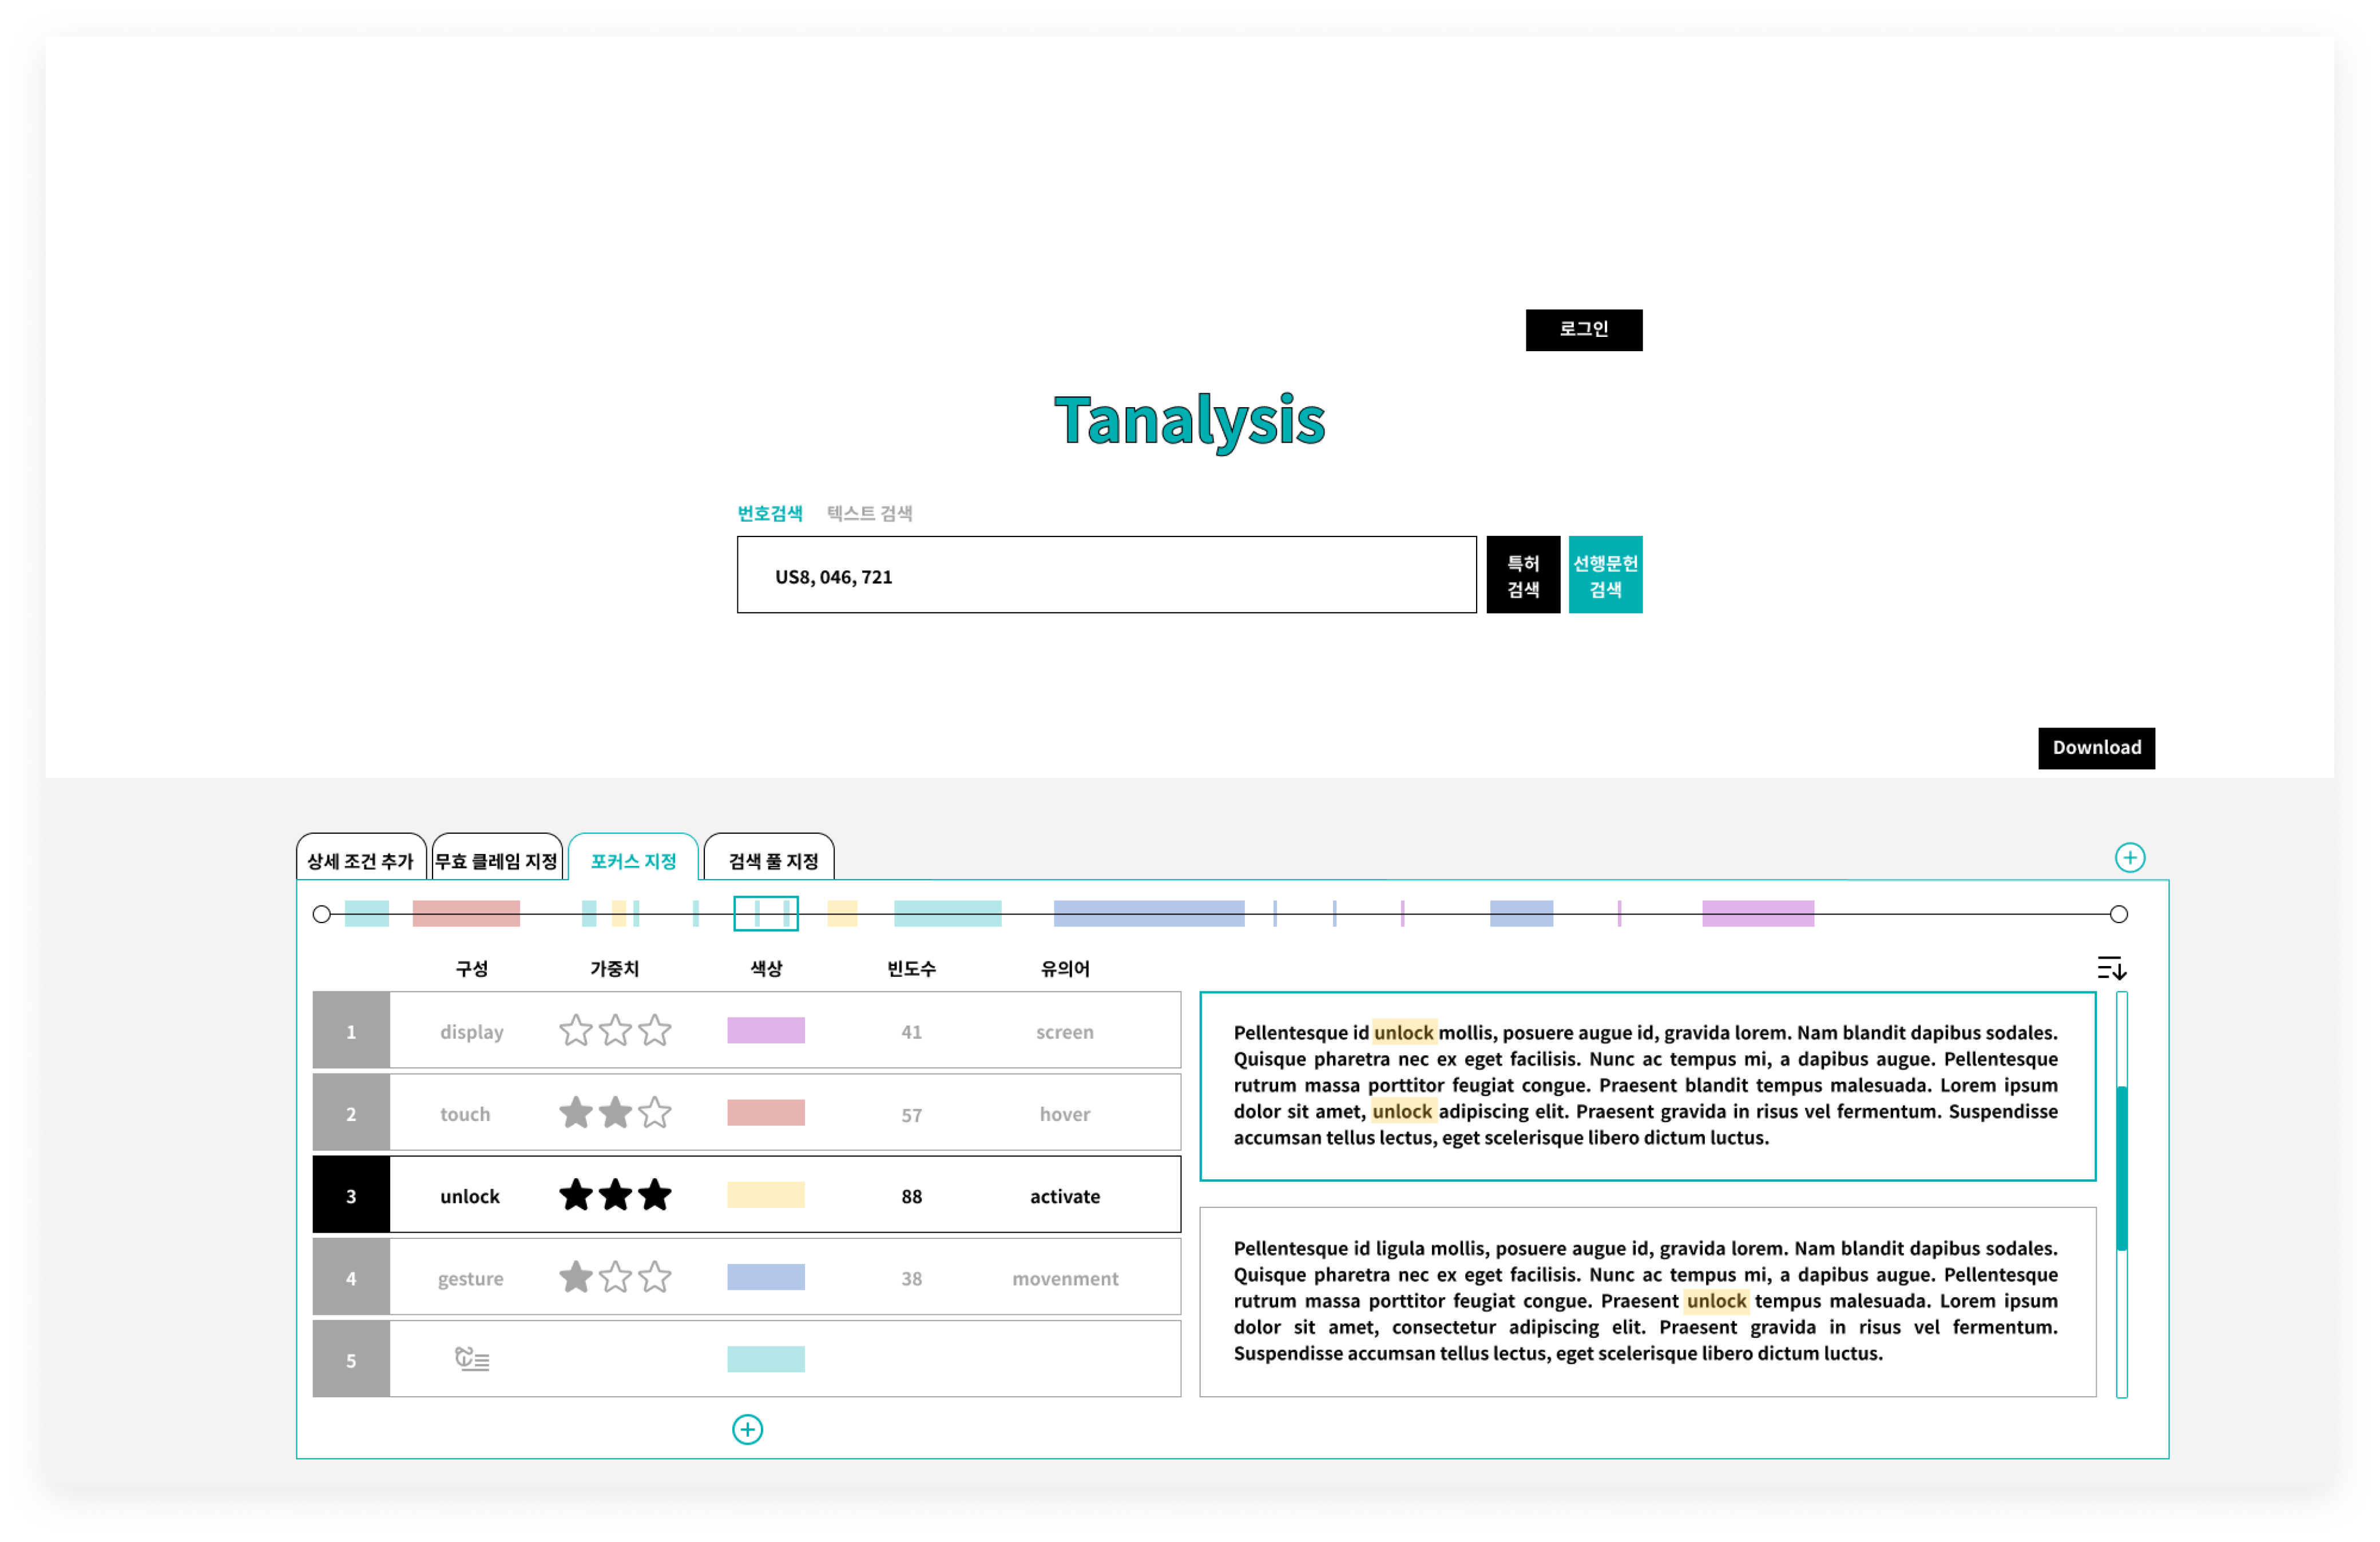 로그인
Tanalysis
번호검색 텍스트 검색
US8, 046, 721
특허
검색
선행문헌
검색
Download
상세 조건 추가 무효 클레임 지정 포커스 지정 검색 풀 지정
구성 가중치 색상 빈도수 유의어
1 display 41 screen
2 touch 57 hover
3 unlock 88 activate
4 gesture 38 movenment
5
Pellentesque id unlock mollis, posuere augue id, gravida lorem. Nam blandit dapibus sodales.
Quisque pharetra nec ex eget facilisis. Nunc ac tempus mi, a dapibus augue. Pellentesque
rutrum massa porttitor feugiat congue. Praesent blandit tempus malesuada. Lorem ipsum
dolor sit amet, unlock adipiscing elit. Praesent gravida in risus vel fermentum. Suspendisse
accumsan tellus lectus, eget scelerisque libero dictum luctus.
Pellentesque id ligula mollis, posuere augue id, gravida lorem. Nam blandit dapibus sodales.
Quisque pharetra nec ex eget facilisis. Nunc ac tempus mi, a dapibus augue. Pellentesque
rutrum massa porttitor feugiat congue. Praesent unlock tempus malesuada. Lorem ipsum
dolor sit amet, consectetur adipiscing elit. Praesent gravida in risus vel fermentum.
Suspendisse accumsan tellus lectus, eget scelerisque libero dictum luctus.